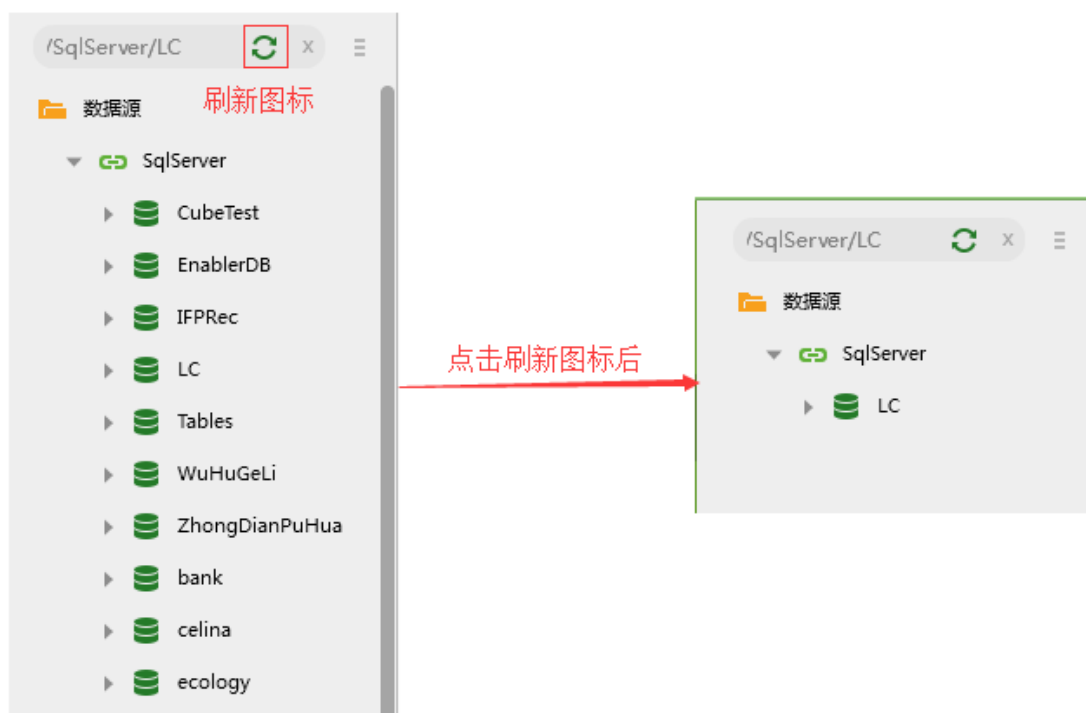 /SqlServer/LC x
刷新图标
数据源
SqlServer
CubeTest
EnablerDB
IFPRec
LC
Tables
WuHuGeLi
ZhongDianPuHua
bank
celina
ecology
点击刷新图标后
/SqlServer/LC x
数据源
SqlServer
LC